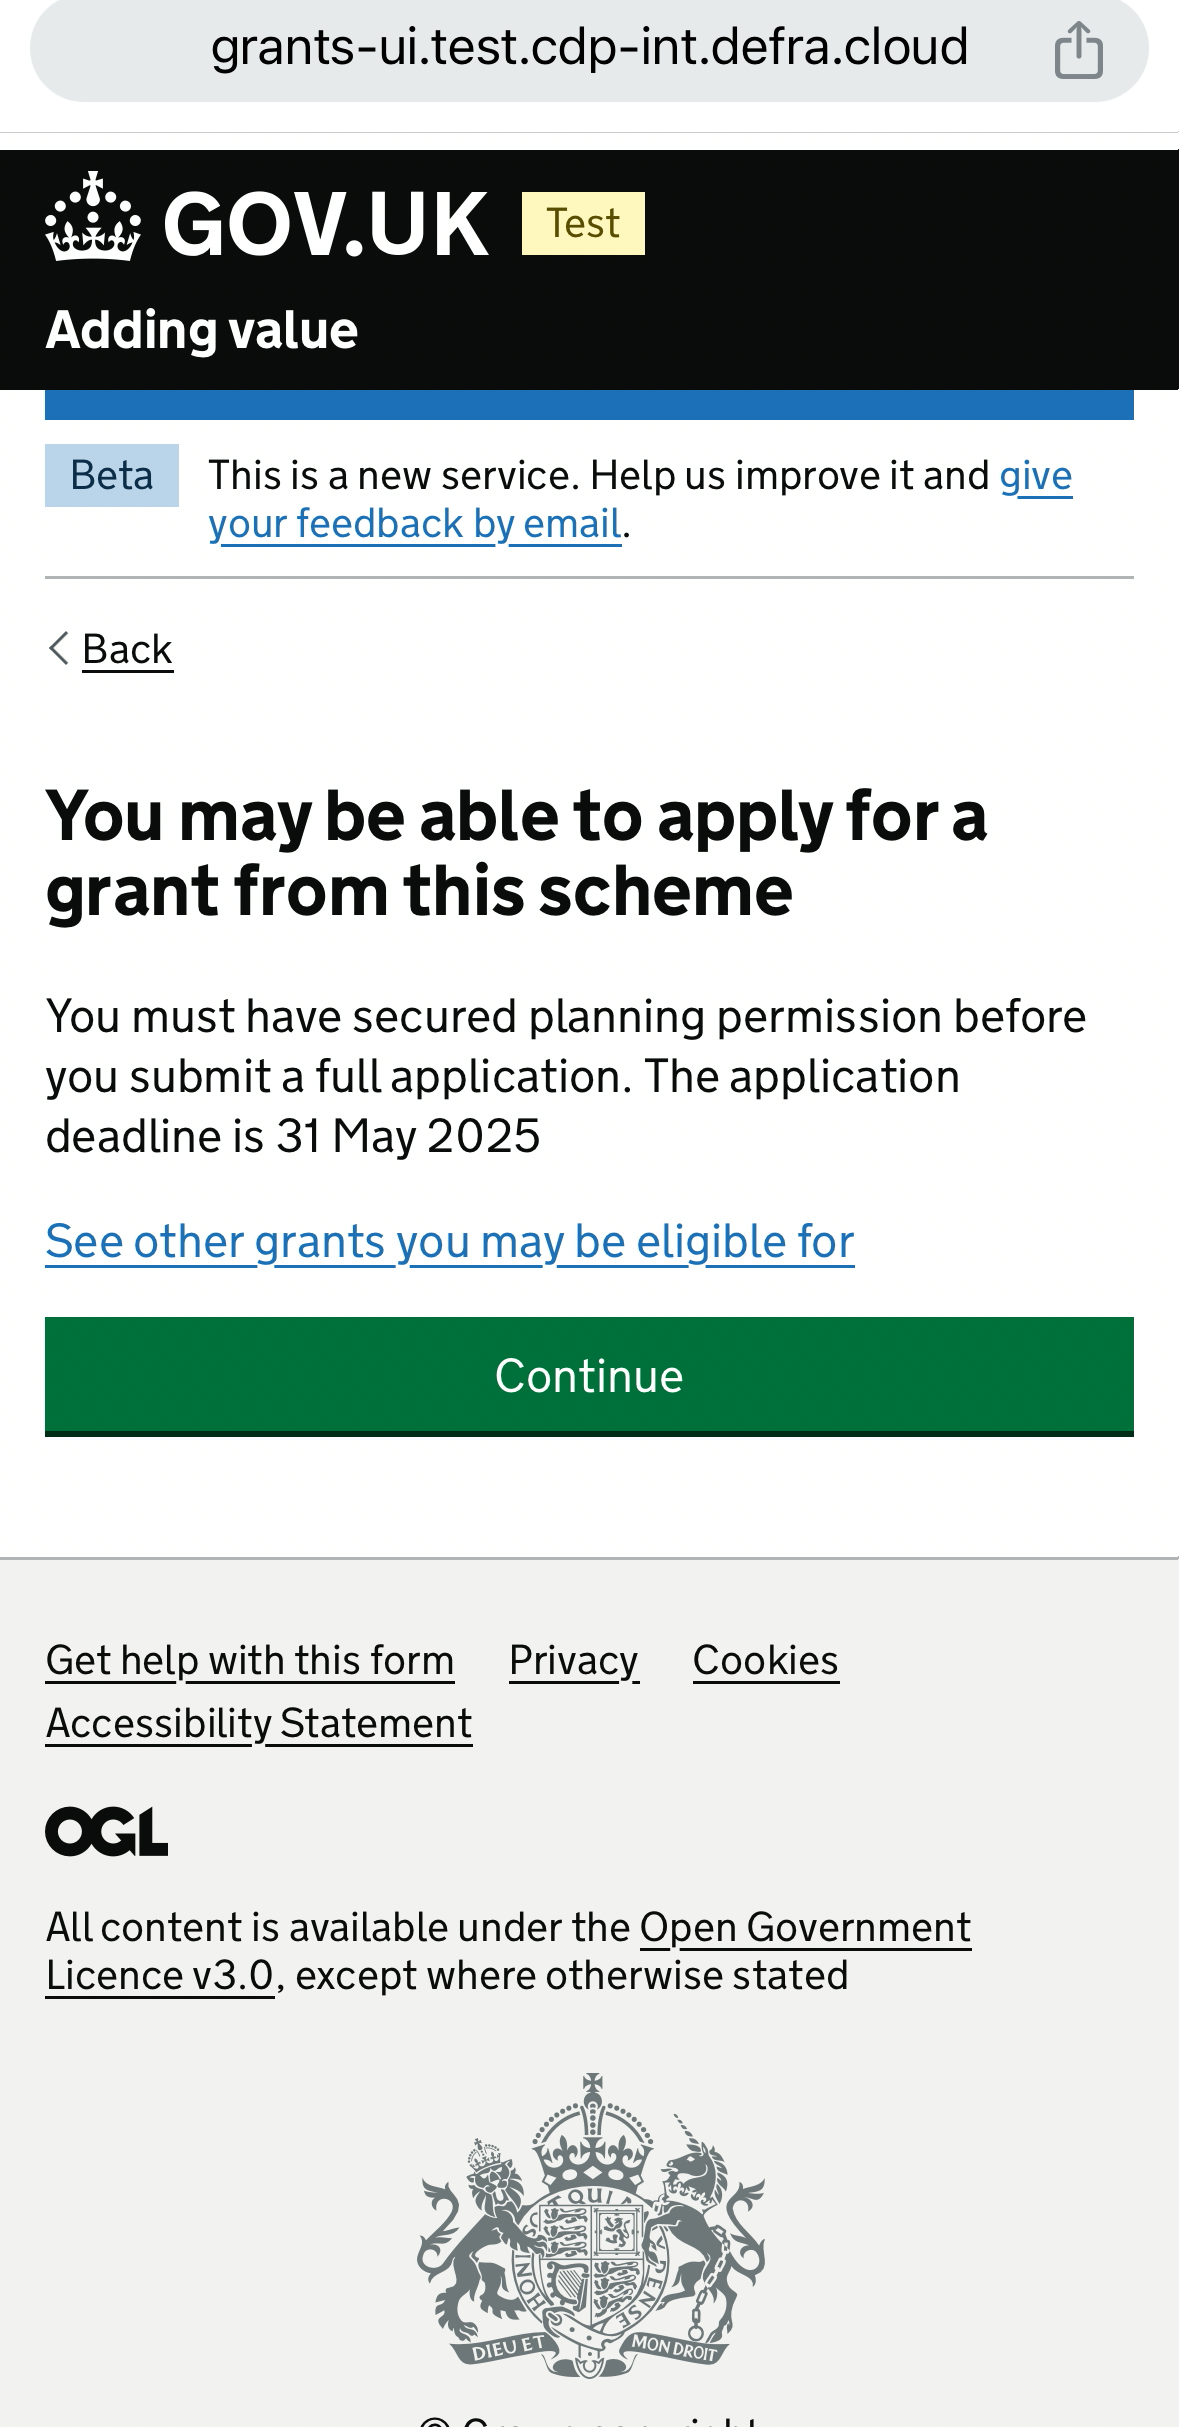 grants-ui.test.cdp-int.defra.cloud
GOV.UK Test
Adding value
Beta This is a new service. Help us improve it and give
your feedback by email.
Back
You may be able to apply for a
grant from this scheme
You must have secured planning permission before
you submit a full application. The application
deadline is 31 May 2025
See other grants you may be eligible for
Continue
Get help with this form Privacy Cookies
Accessibility Statement
OGL
All content is available under the Open Government
Licence v3.0, except where otherwise stated
HONI QUI PENSE
DIEU ET MON DROIT
© Crown copyright